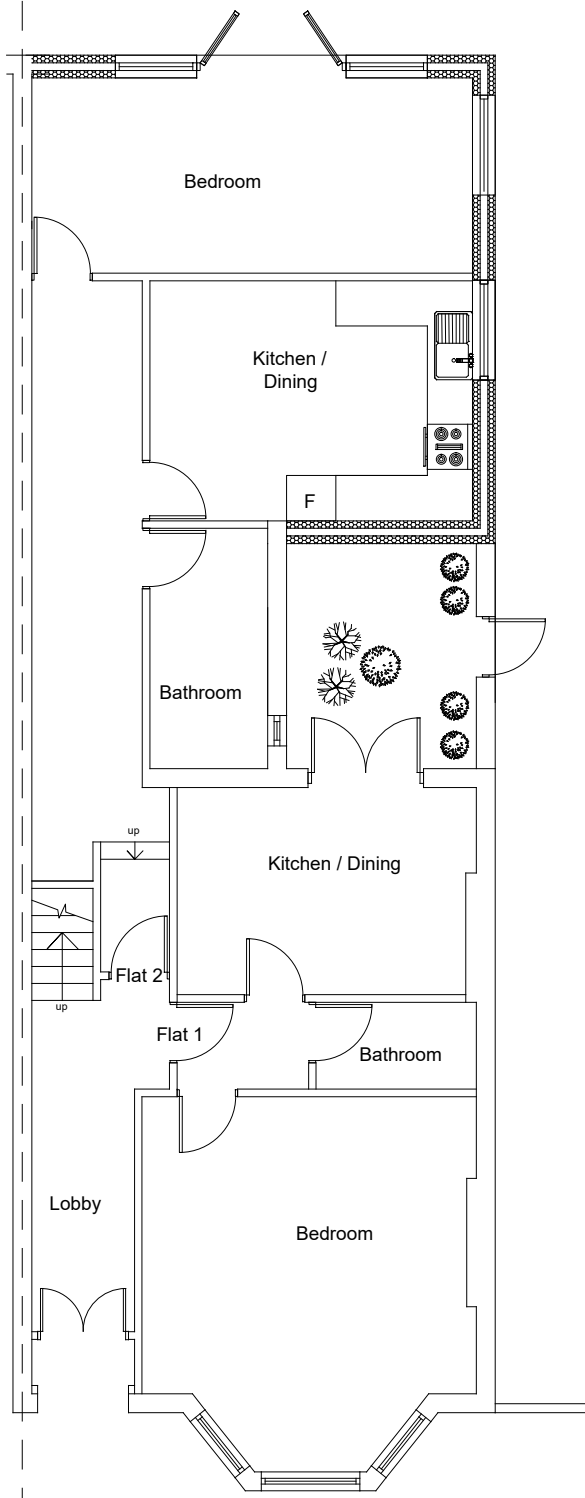 Bedroom
Kitchen /
Dining
F
Bathroom
up
Kitchen / Dining
Flat 2
up
Flat 1
Bathroom
Lobby
Bedroom